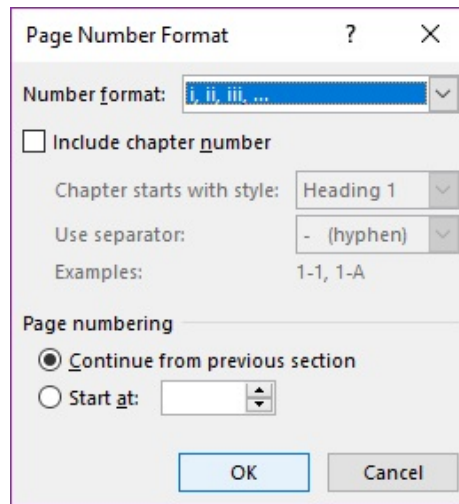 Page Number Format ? ×
Number format: i, ii, iii, ...
Include chapter number
Chapter starts with style: Heading 1
Use separator: - (hyphen)
Examples: 1-1, 1-A
Page numbering
Continue from previous section
Start at:
OK Cancel